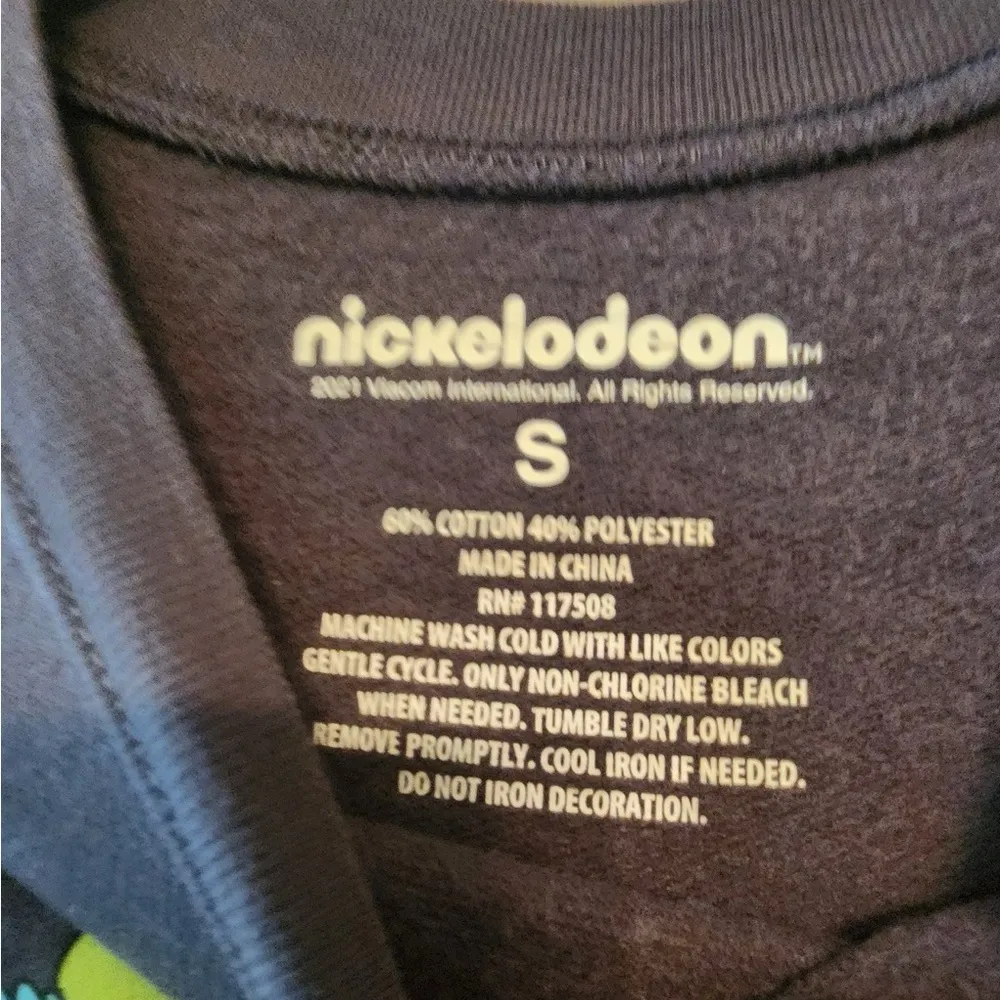 nickelodeon™
2021 Viacom International. All Rights Reserved.
S
60% COTTON 40% POLYESTER
MADE IN CHINA
RN# 117508
MACHINE WASH COLD WITH LIKE COLORS
GENTLE CYCLE. ONLY NON-CHLORINE BLEACH
WHEN NEEDED. TUMBLE DRY LOW.
REMOVE PROMPTLY. COOL IRON IF NEEDED.
DO NOT IRON DECORATION.